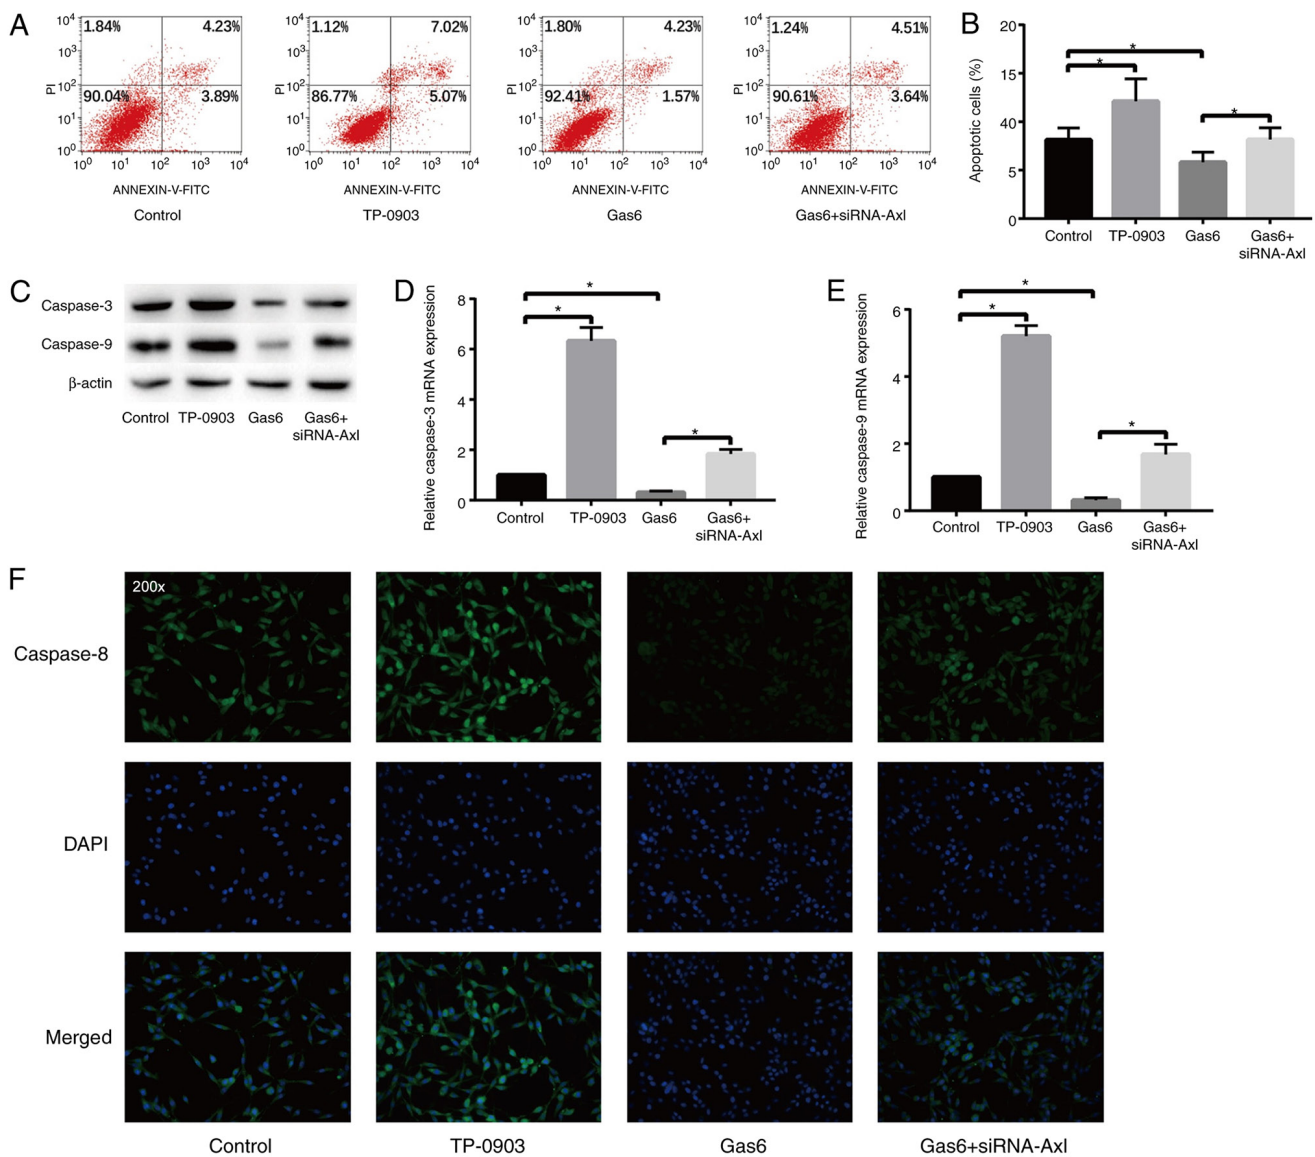 A
PI
10⁴
10³
10²
10¹
10⁰
1.84%
4.23%
90.04%
3.89%
10⁰ 10¹ 10² 10³ 10⁴
ANNEXIN-V-FITC
Control
PI
10⁴
10³
10²
10¹
10⁰
1.12%
7.02%
86.77%
5.07%
10⁰ 10¹ 10² 10³ 10⁴
ANNEXIN-V-FITC
TP-0903
PI
10⁴
10³
10²
10¹
10⁰
1.80%
4.23%
92.41%
1.57%
10⁰ 10¹ 10² 10³ 10⁴
ANNEXIN-V-FITC
Gas6
PI
10⁴
10³
10²
10¹
10⁰
1.24%
4.51%
90.61%
3.64%
10⁰ 10¹ 10² 10³ 10⁴
ANNEXIN-V-FITC
Gas6+siRNA-Axl
B
Apoptotic cells (%)
20
15
40
5
0
*
*
*
Control TP-0903 Gas6 Gas6+
siRNA-Axl
C
Caspase-3
Caspase-9
β-actin
Control TP-0903 Gas6 Gas6+
siRNA-Axl
D
Relative caspase-3 mRNA expression
8
6
4
2
0
*
*
*
Control TP-0903 Gas6 Gas6+
siRNA-Axl
E
Relative caspase-9 mRNA expression
6
4
2
0
*
*
*
Control TP-0903 Gas6 Gas6+
siRNA-Axl
F
200x
Caspase-8
DAPI
Merged
Control TP-0903 Gas6 Gas6+siRNA-Axl